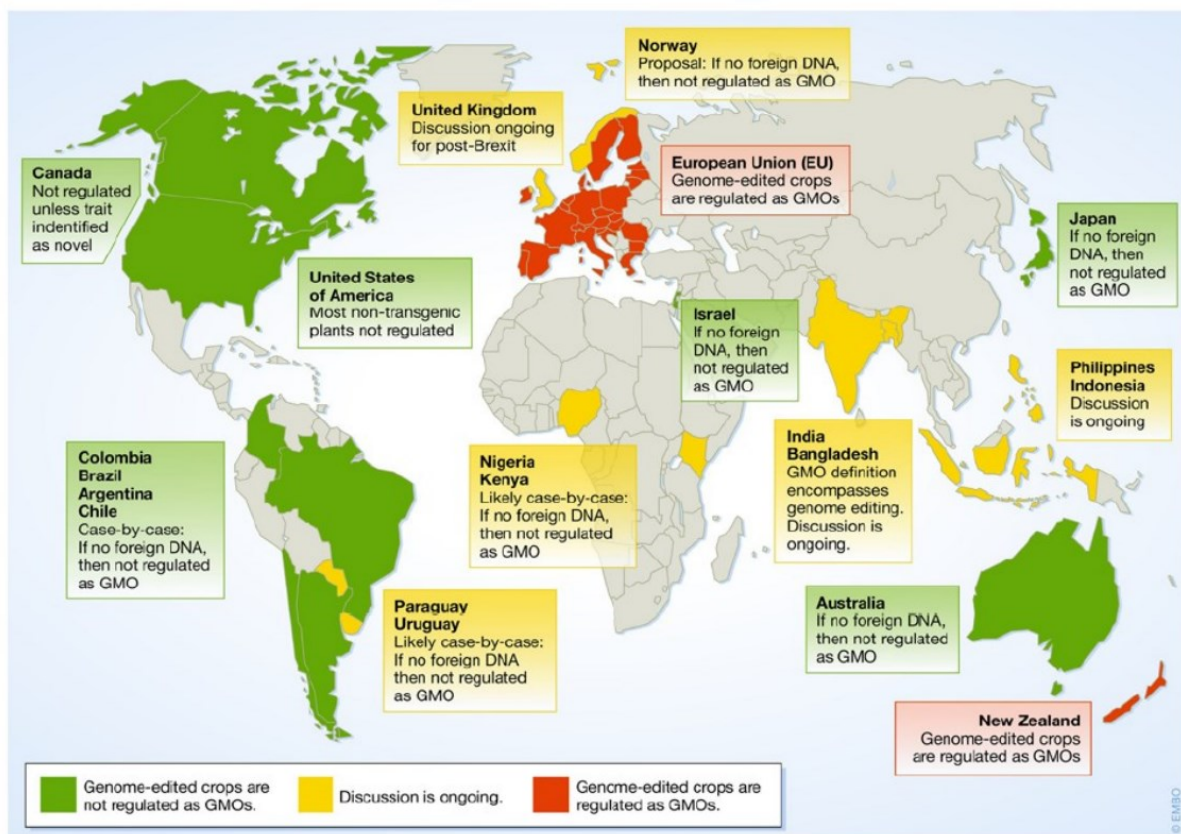 Norway
Proposal: If no foreign DNA,
then not regulated as GMO
United Kingdom
Discussion ongoing
for post-Brexit
European Union (EU)
Genome-edited crops
are regulated as GMOs
Canada
Not regulated
unless trait
indentified
as novel
Japan
If no foreign
DNA, then
not regulated
as GMO
United States
of America
Most non-transgenic
plants not regulated
Israel
If no foreign
DNA, then
not regulated
as GMO
Philippines
Indonesia
Discussion
is ongoing
Colombia
Brazil
Argentina
Chile
Case-by-case:
If no foreign DNA,
then not regulated
as GMO
Nigeria
Kenya
Likely case-by-case:
If no foreign DNA,
then not regulated
as GMO
India
Bangladesh
GMO definition
encompasses
genome editing.
Discussion is
ongoing.
Paraguay
Uruguay
Likely case-by-case:
If no foreign DNA
then not regulated
as GMO
Australia
If no foreign DNA,
then not regulated
as GMO
New Zealand
Genome-edited crops
are regulated as GMOs
Genome-edited crops are
not regulated as GMOs.
Discussion is ongoing.
Genome-edited crops are
regulated as GMOs.
© EMBO